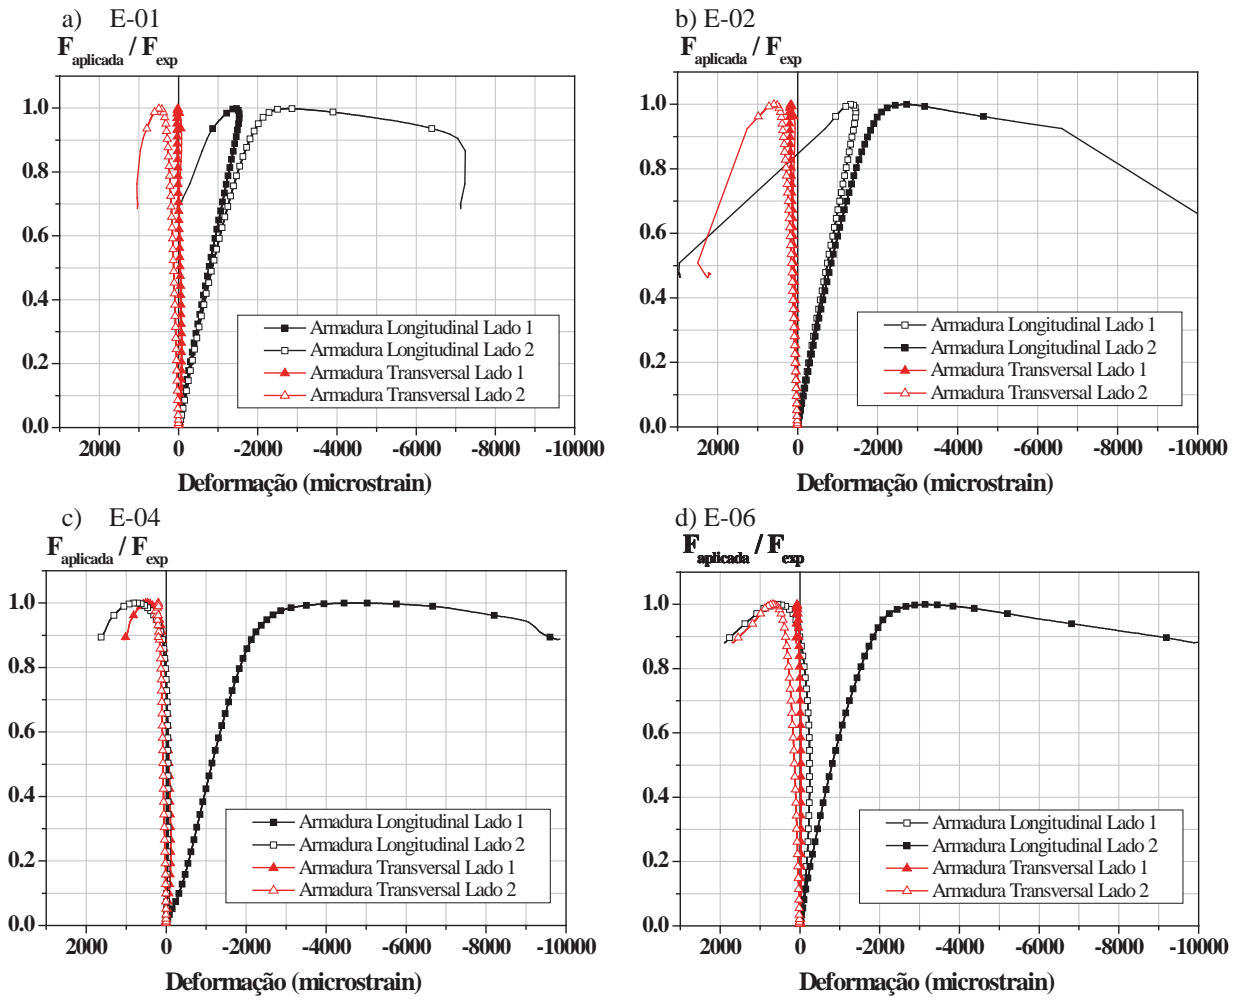 a) E-01
F aplicada / F exp
1.0
0.8
0.6
0.4
0.2
0.0
Armadura Longitudinal Lado 1
Armadura Longitudinal Lado 2
Armadura Transversal Lado 1
Armadura Transversal Lado 2
2000 0 -2000 -4000 -6000 -8000 -10000
Deformação (microstrain)
b) E-02
F aplicada / F exp
1.0
0.8
0.6
0.4
0.2
0.0
Armadura Longitudinal Lado 1
Armadura Longitudinal Lado 2
Armadura Transversal Lado 1
Armadura Transversal Lado 2
2000 0 -2000 -4000 -6000 -8000 -10000
Deformação (microstrain)
c) E-04
F aplicada / F exp
1.0
0.8
0.6
0.4
0.2
0.0
Armadura Longitudinal Lado 1
Armadura Longitudinal Lado 2
Armadura Transversal Lado 1
Armadura Transversal Lado 2
2000 0 -2000 -4000 -6000 -8000 -10000
Deformação (microstrain)
d) E-06
F aplicada / F exp
1.0
0.8
0.6
0.4
0.2
0.0
Armadura Longitudinal Lado 1
Armadura Longitudinal Lado 2
Armadura Transversal Lado 1
Armadura Transversal Lado 2
2000 0 -2000 -4000 -6000 -8000 -10000
Deformação (microstrain)